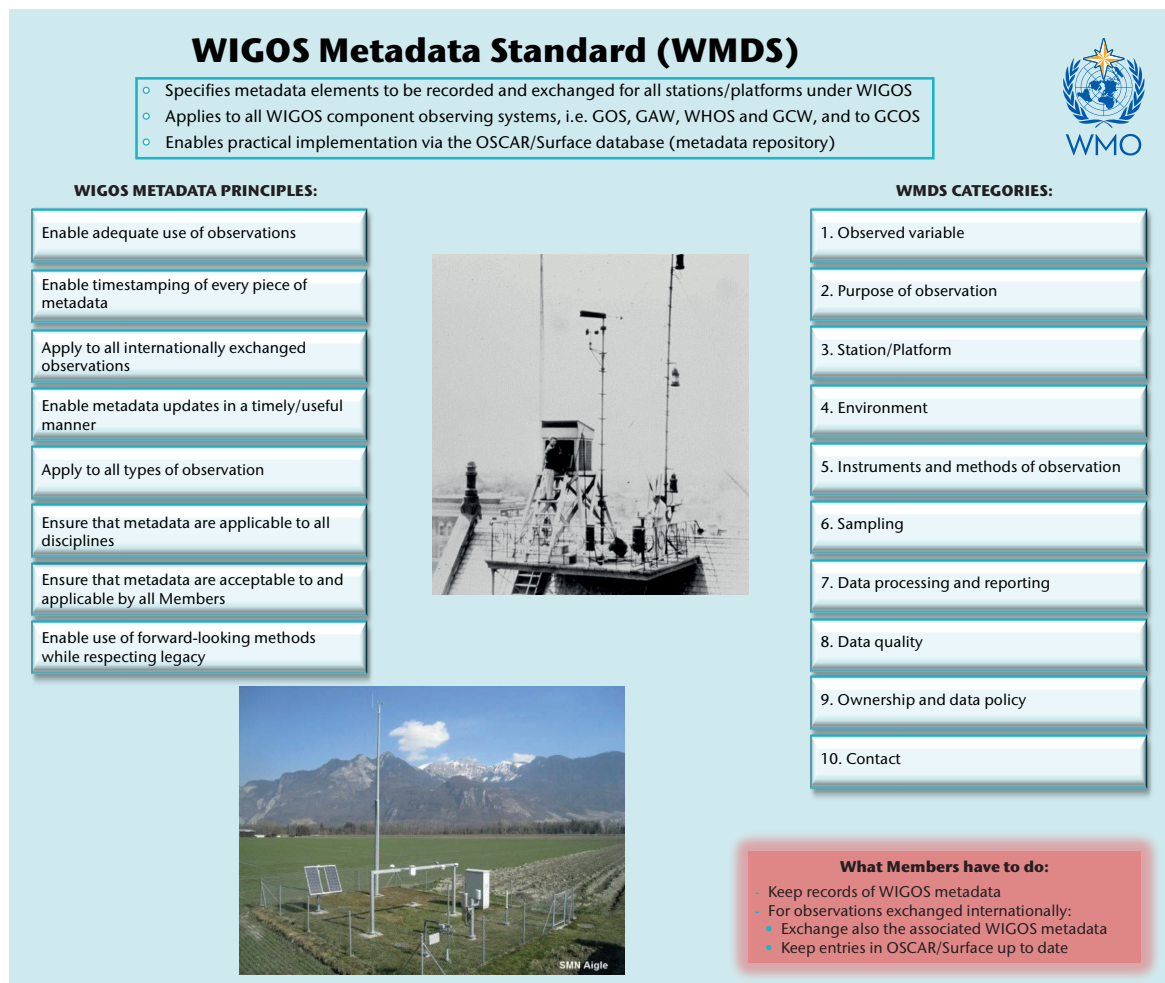 WIGOS Metadata Standard (WMDS)
Specifies metadata elements to be recorded and exchanged for all stations/platforms under WIGOS
Applies to all WIGOS component observing systems, i.e. GOS, GAW, WHOS and GCW, and to GCOS
Enables practical implementation via the OSCAR/Surface database (metadata repository)
WMO
WIGOS METADATA PRINCIPLES:
Enable adequate use of observations
Enable timestamping of every piece of
metadata
Apply to all internationally exchanged
observations
Enable metadata updates in a timely/useful
manner
Apply to all types of observation
Ensure that metadata are applicable to all
disciplines
Ensure that metadata are acceptable to and
applicable by all Members
Enable use of forward-looking methods
while respecting legacy
WMDS CATEGORIES:
1. Observed variable
2. Purpose of observation
3. Station/Platform
4. Environment
5. Instruments and methods of observation
6. Sampling
7. Data processing and reporting
8. Data quality
9. Ownership and data policy
10. Contact
SMN Aigle
What Members have to do:
- Keep records of WIGOS metadata
- For observations exchanged internationally:
• Exchange also the associated WIGOS metadata
• Keep entries in OSCAR/Surface up to date